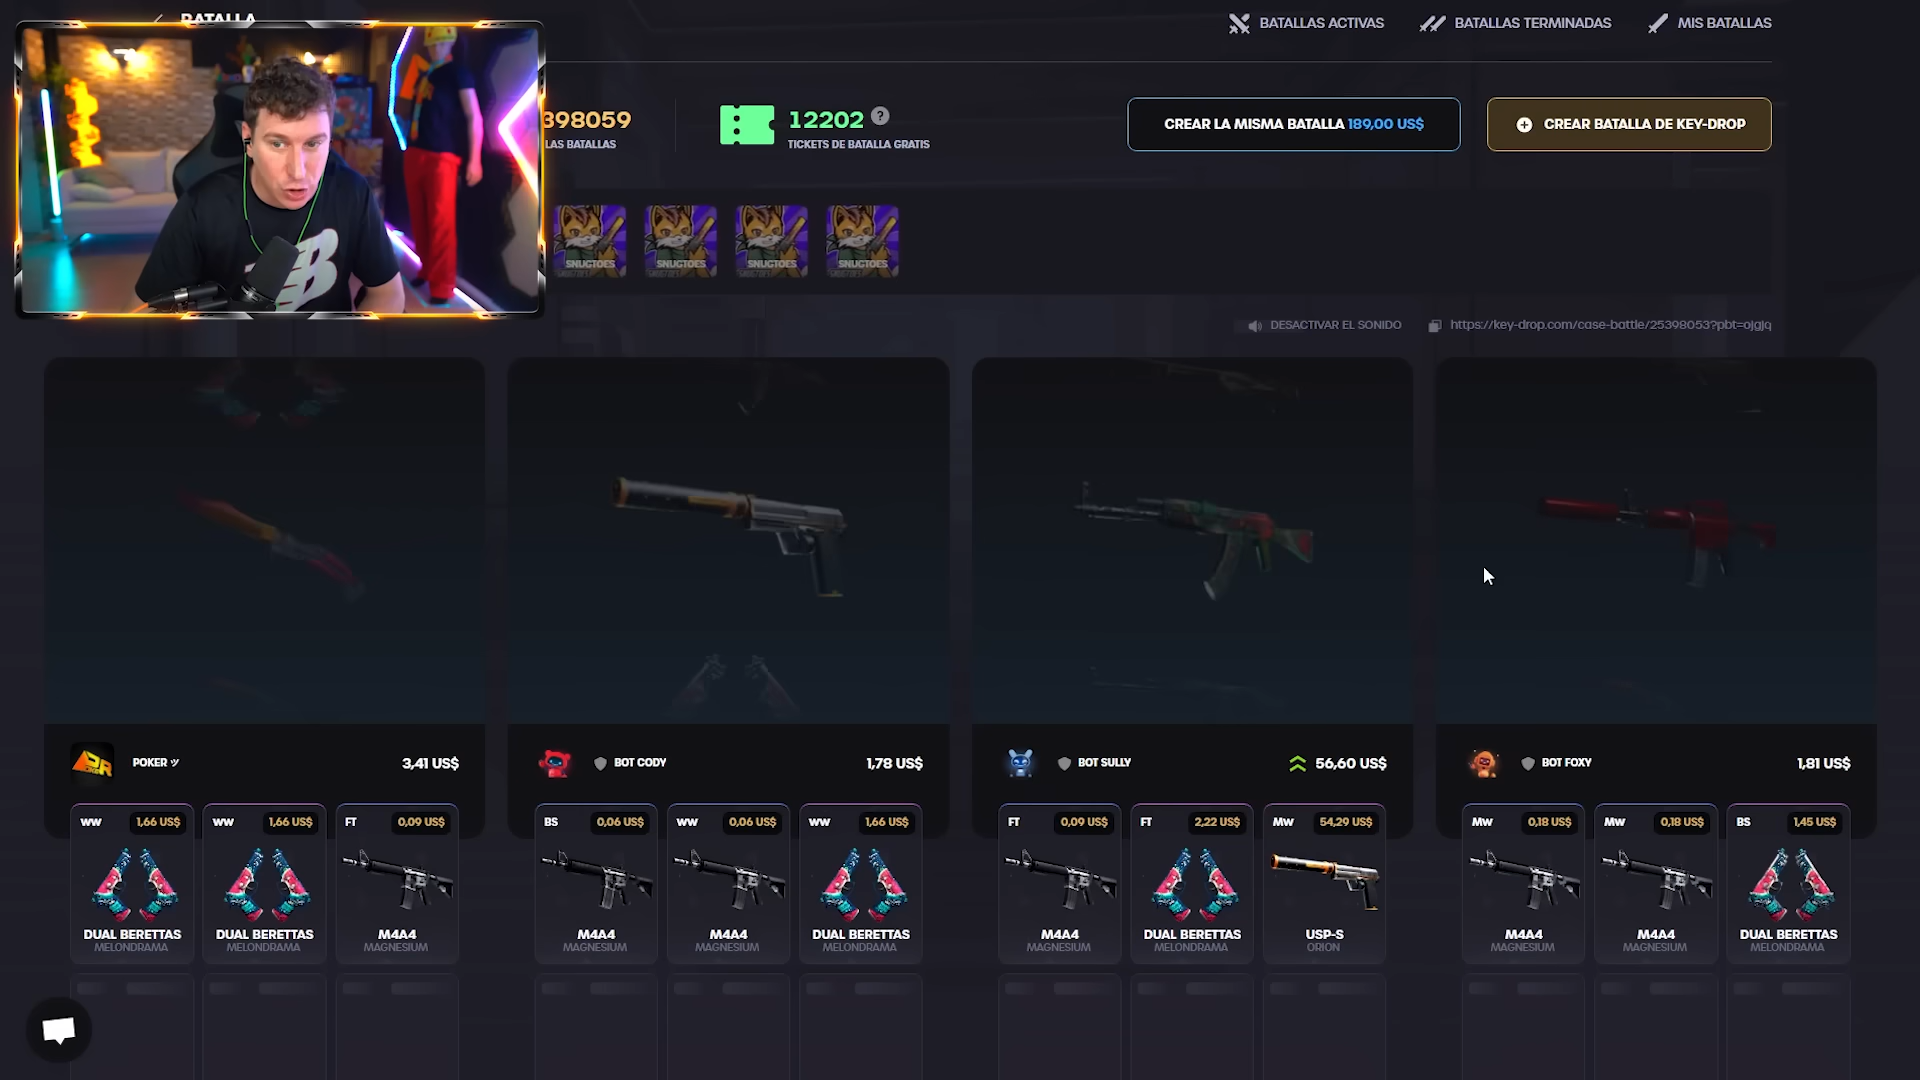 BATALLA
BATALLAS ACTIVAS
BATALLAS TERMINADAS
MIS BATALLAS
398059
LAS BATALLAS
12202 ?
TICKETS DE BATALLA GRATIS
CREAR LA MISMA BATALLA 189,00 US$
CREAR BATALLA DE KEY-DROP
SNUGTOES
SNUGTOES
SNUGTOES
SNUGTOES
DESACTIVAR EL SONIDO
https://key-drop.com/case-battle/25398053?pbt=ojgjq
POKER ツ
3,41 US$
BOT CODY
1,78 US$
BOT SULLY
56,60 US$
BOT FOXY
1,81 US$
WW 1,66 US$
DUAL BERETTAS
MELONDRAMA
WW 1,66 US$
DUAL BERETTAS
MELONDRAMA
FT 0,09 US$
M4A4
MAGNESIUM
BS 0,06 US$
M4A4
MAGNESIUM
WW 0,06 US$
M4A4
MAGNESIUM
WW 1,66 US$
DUAL BERETTAS
MELONDRAMA
FT 0,09 US$
M4A4
MAGNESIUM
FT 2,22 US$
DUAL BERETTAS
MELONDRAMA
MW 54,29 US$
USP-S
ORION
MW 0,18 US$
M4A4
MAGNESIUM
MW 0,18 US$
M4A4
MAGNESIUM
BS 1,45 US$
DUAL BERETTAS
MELONDRAMA